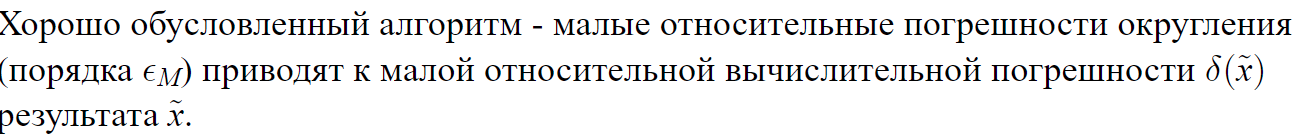 Хорошо обусловленный алгоритм - малые относительные погрешности округления
(порядка ϵ_M) приводят к малой относительной вычислительной погрешности δ(x̃)
результата x̃.